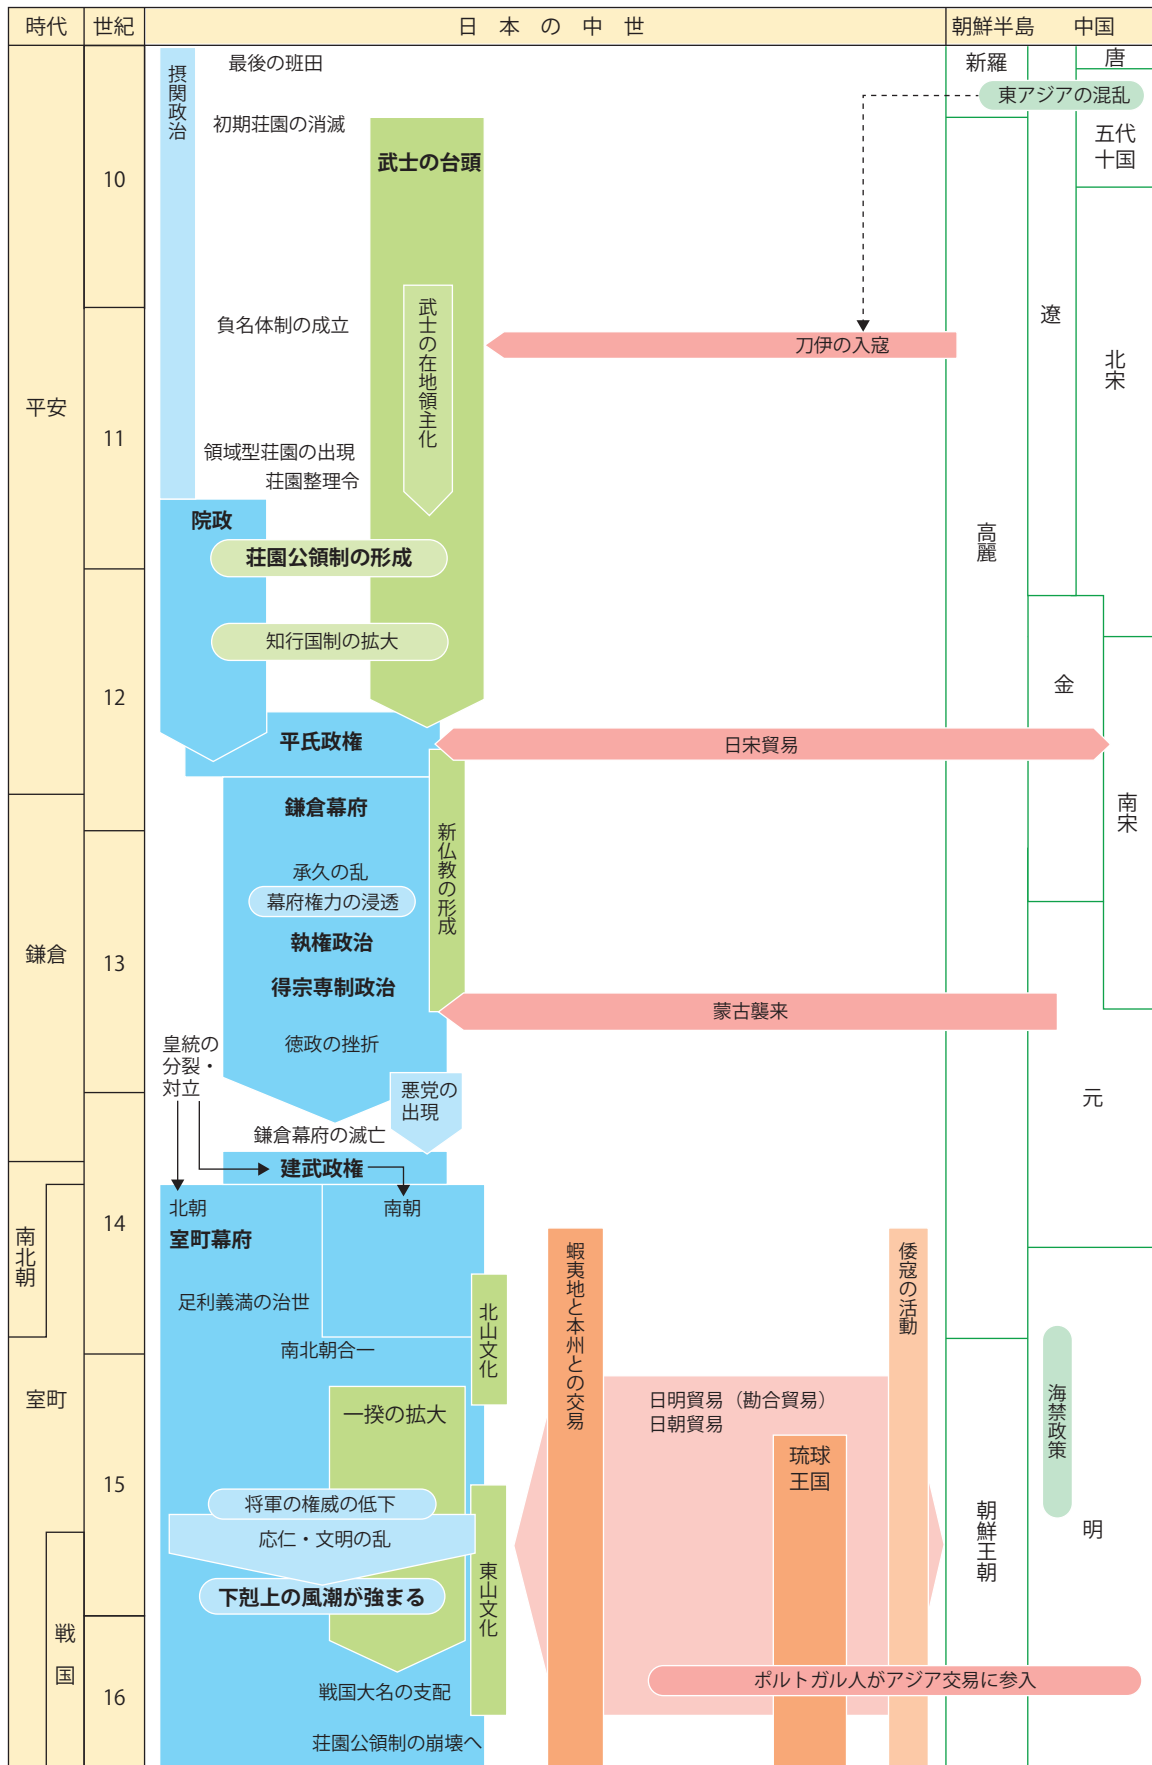 時代
世紀
日本の中世
朝鮮半島
中国
平安
鎌倉
南北朝
室町
戦国
10
11
12
13
14
15
16
摂関政治
最後の班田
初期荘園の消滅
武士の台頭
負名体制の成立
武士の在地領主化
領域型荘園の出現
荘園整理令
院政
荘園公領制の形成
知行国制の拡大
平氏政権
鎌倉幕府
承久の乱
幕府権力の浸透
執権政治
得宗専制政治
徳政の挫折
新仏教の形成
皇統の
分裂・
対立
悪党の
出現
鎌倉幕府の滅亡
建武政権
北朝
南朝
室町幕府
足利義満の治世
南北朝合一
北山文化
一揆の拡大
将軍の権威の低下
応仁・文明の乱
下剋上の風潮が強まる
東山文化
戦国大名の支配
荘園公領制の崩壊へ
刀伊の入寇
日宋貿易
蒙古襲来
蝦夷地と本州との交易
倭寇の活動
日明貿易（勘合貿易）
日朝貿易
琉球
王国
ポルトガル人がアジア交易に参入
新羅
高麗
朝鮮王朝
唐
東アジアの混乱
五代
十国
遼
北宋
金
南宋
元
海禁政策
明